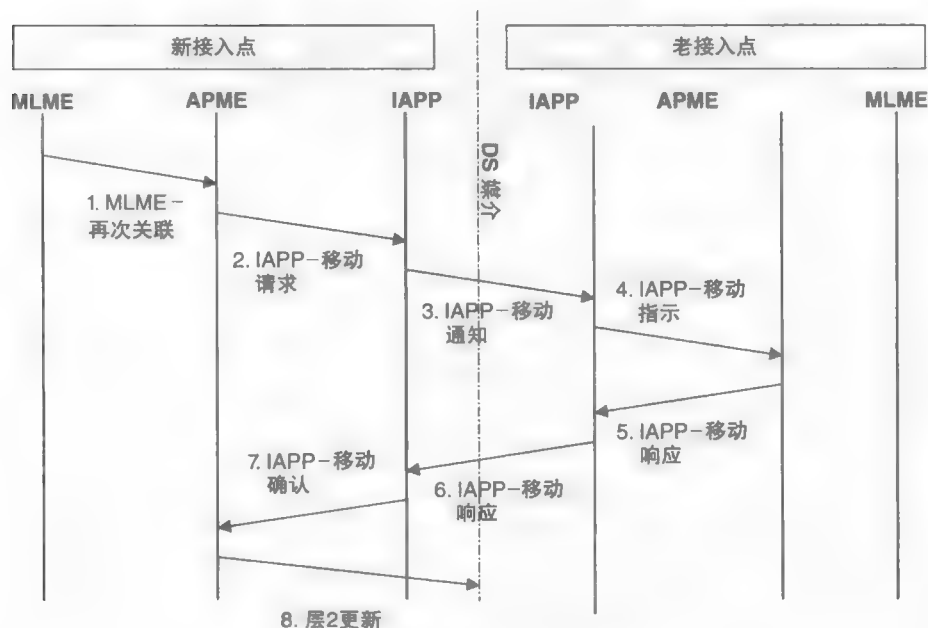 新接入点
老接入点
MLME
APME
IAPP
IAPP
APME
MLME
DS 媒介
1. MLME-
再次关联
2. IAPP-移动
请求
3. IAPP-移动
通知
4. IAPP-移动
指示
5. IAPP-移动
响应
6. IAPP-移动
响应
7. IAPP-移动
确认
8. 层2更新